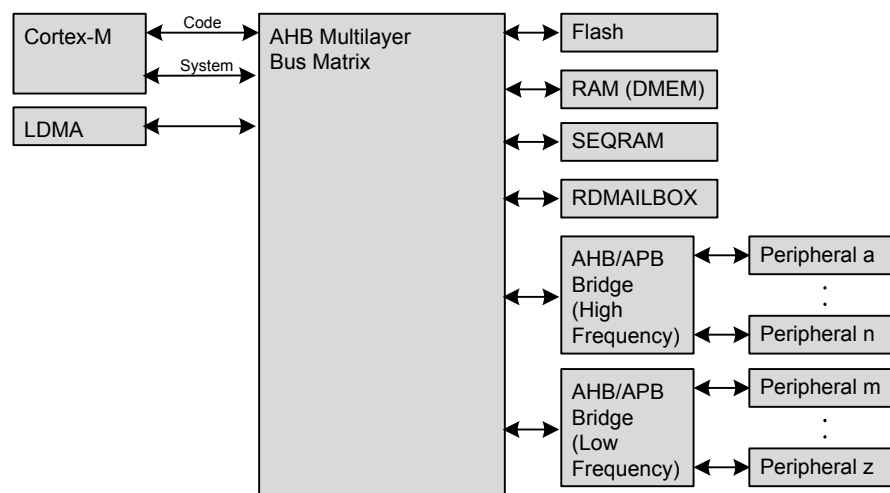 Cortex-M
Code
System
LDMA
AHB Multilayer
Bus Matrix
Flash
RAM (DMEM)
SEQRAM
RDMAILBOX
AHB/APB
Bridge
(High
Frequency)
Peripheral a
:
Peripheral n
AHB/APB
Bridge
(Low
Frequency)
Peripheral m
:
Peripheral z